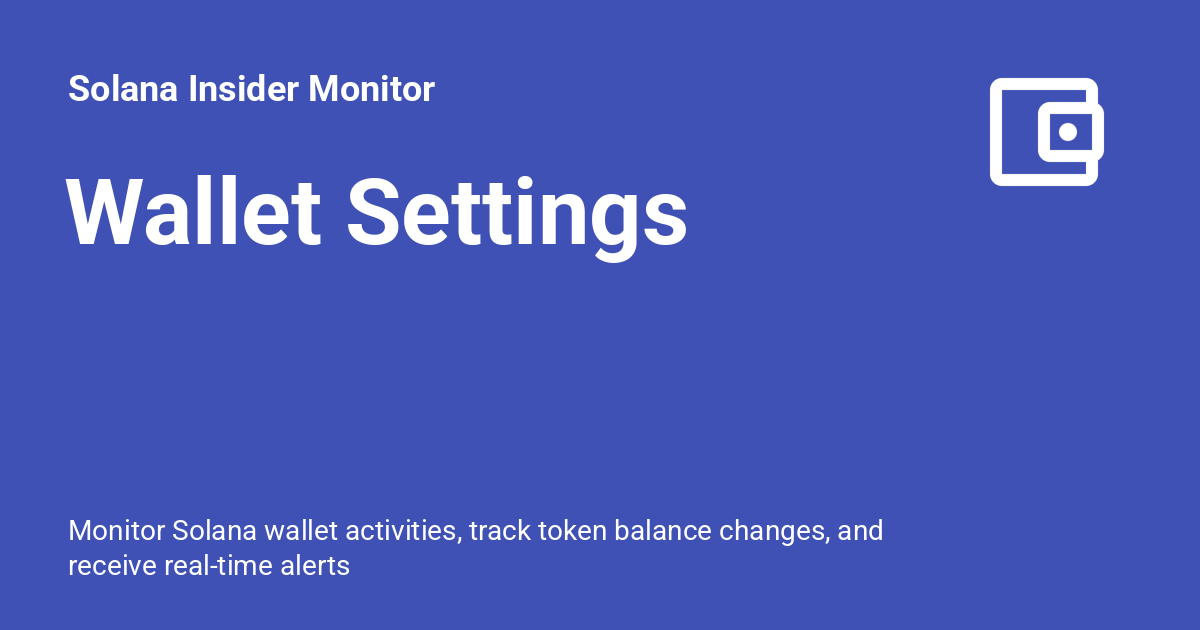 Solana Insider Monitor
Wallet Settings
Monitor Solana wallet activities, track token balance changes, and
receive real-time alerts